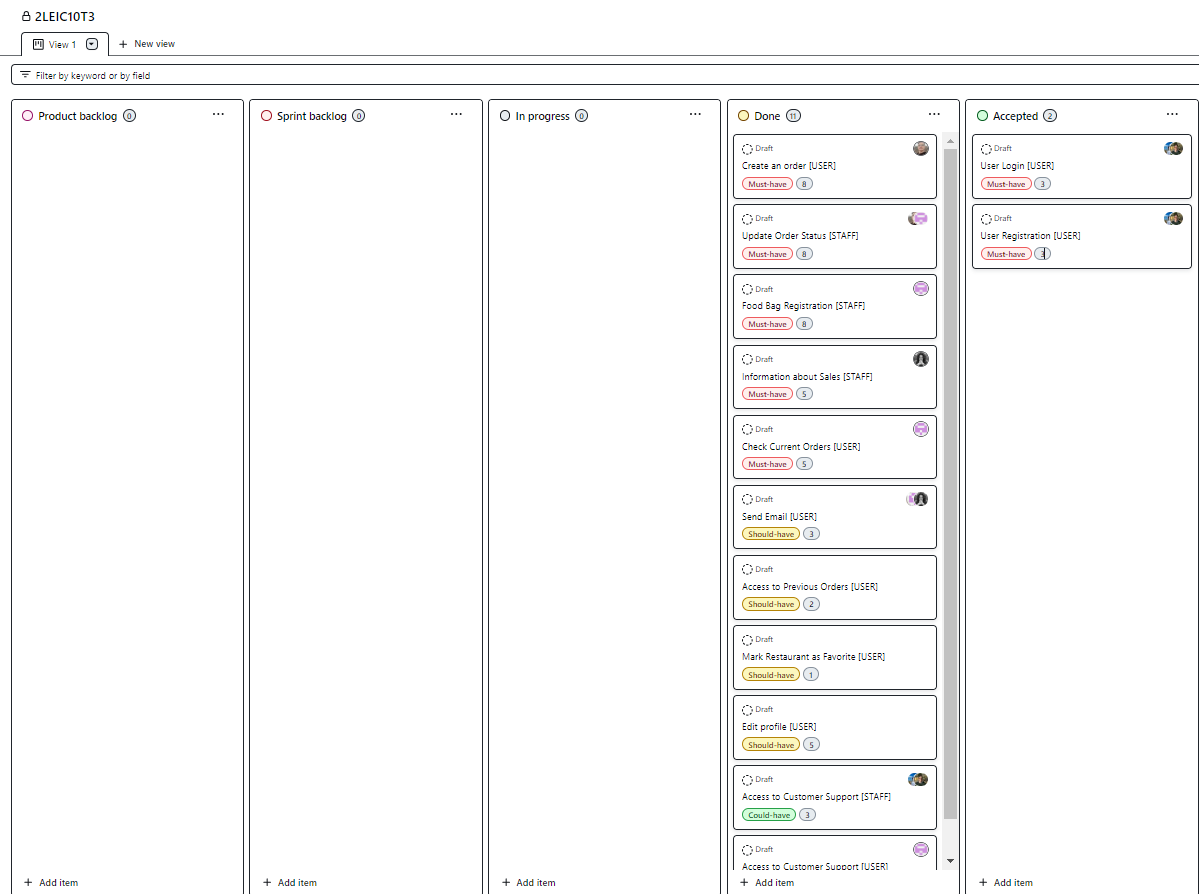 2LEIC10T3
View 1
New view
Filter by keyword or by field
Product backlog 0
Add item
Sprint backlog 0
Add item
In progress 0
Add item
Done 11
Draft
Create an order [USER]
Must-have 8
Draft
Update Order Status [STAFF]
Must-have 8
Draft
Food Bag Registration [STAFF]
Must-have 8
Draft
Information about Sales [STAFF]
Must-have 5
Draft
Check Current Orders [USER]
Must-have 5
Draft
Send Email [USER]
Should-have 3
Draft
Access to Previous Orders [USER]
Should-have 2
Draft
Mark Restaurant as Favorite [USER]
Should-have 1
Draft
Edit profile [USER]
Should-have 5
Draft
Access to Customer Support [STAFF]
Could-have 3
Draft
Access to Customer Support [USER]
Add item
Accepted 2
Draft
User Login [USER]
Must-have 3
Draft
User Registration [USER]
Must-have 3
Add item